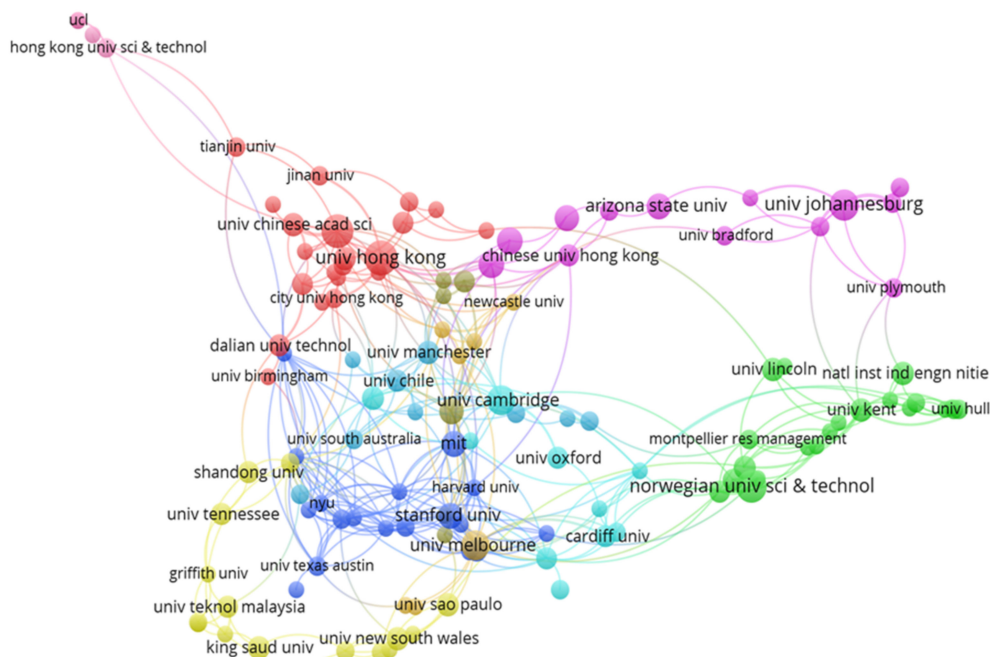 ucl
hong kong univ sci & technol
tianjin univ
jinan univ
arizona state univ
univ johannesburg
univ chinese acad sci
univ bradford
univ hong kong
chinese univ hong kong
univ plymouth
city univ hong kong
newcastle univ
dalian univ technol
univ manchester
univ lincoln
natl inst ind engn nitie
univ birmingham
univ chile
univ cambridge
univ kent
univ hull
univ south australia
mit
montpellier res management
univ oxford
shandong univ
harvard univ
norwegian univ sci & technol
nyu
univ tennessee
stanford univ
cardiff univ
univ melbourne
univ texas austin
griffith univ
univ teknol malaysia
univ sao paulo
univ new south wales
king saud univ